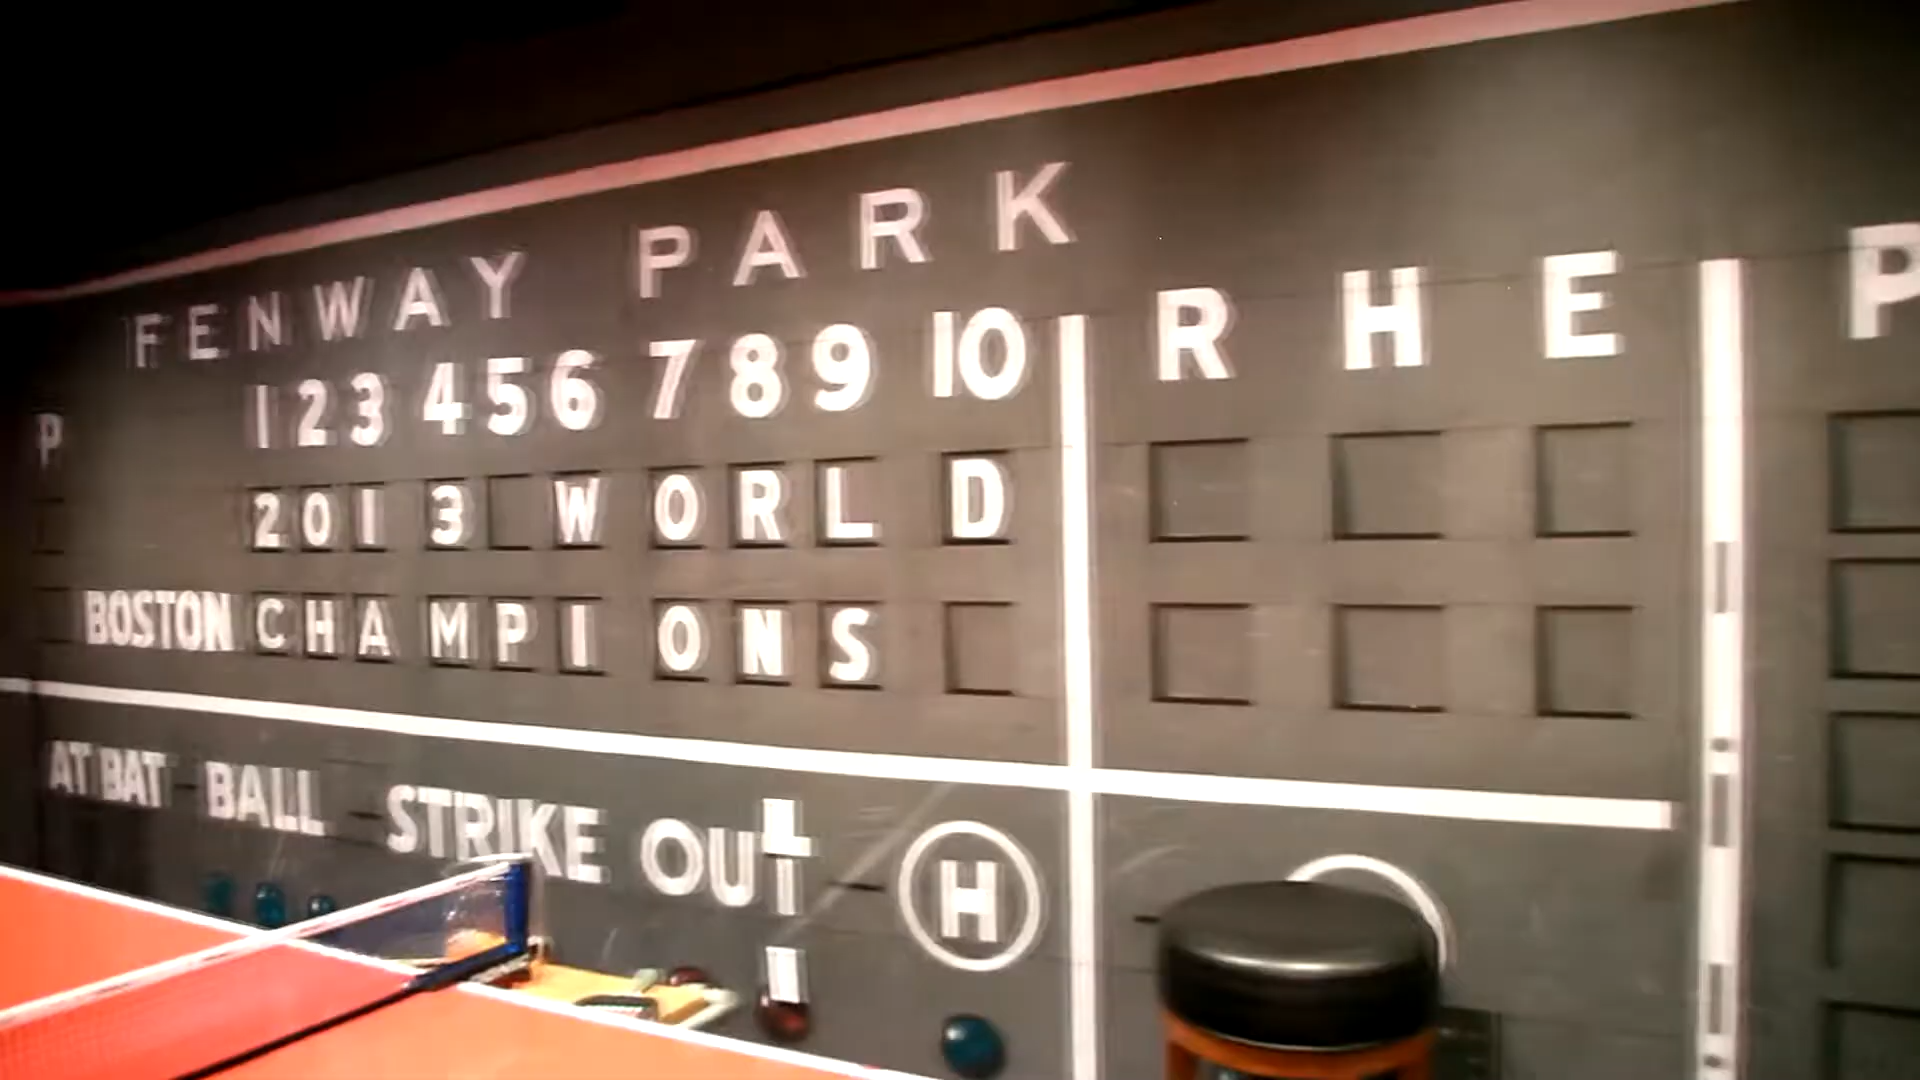 FENWAY PARK
P 1 2 3 4 5 6 7 8 9 10 R H E P
2013 WORLD
BOSTON CHAMPIONS
AT BAT BALL STRIKE OUT H